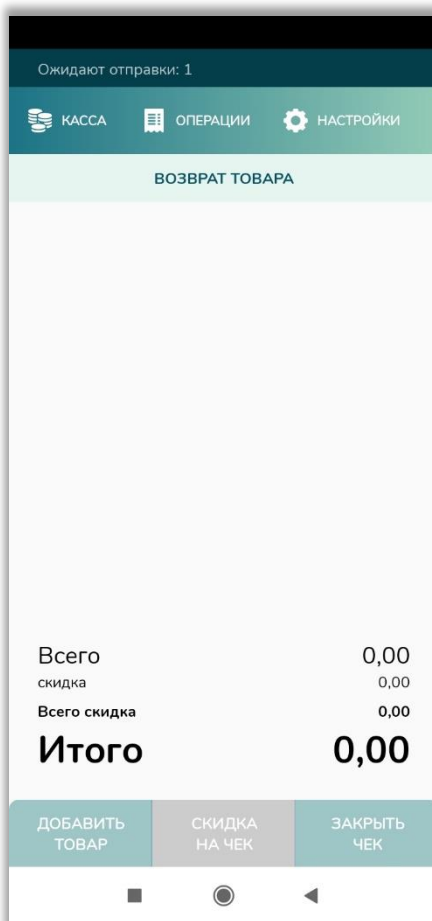 Ожидают отправки: 1
КАССА ОПЕРАЦИИ НАСТРОЙКИ
ВОЗВРАТ ТОВАРА
Всего 0,00
скидка 0,00
Всего скидка 0,00
Итого 0,00
ДОБАВИТЬ СКИДКА ЗАКРЫТЬ
ТОВАР НА ЧЕК ЧЕК